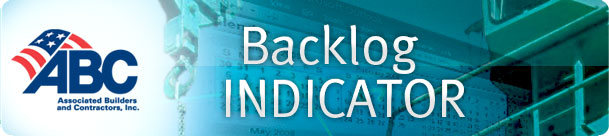 ABC
Associated Builders
and Contractors, Inc.
Backlog
INDICATOR